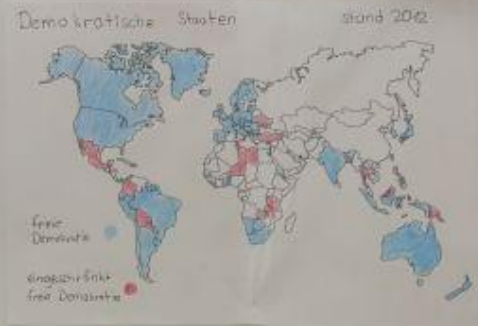 Demokratische Staaten
stand 2012
freie
Demokratie
eingeschränkt
freie Demokratie